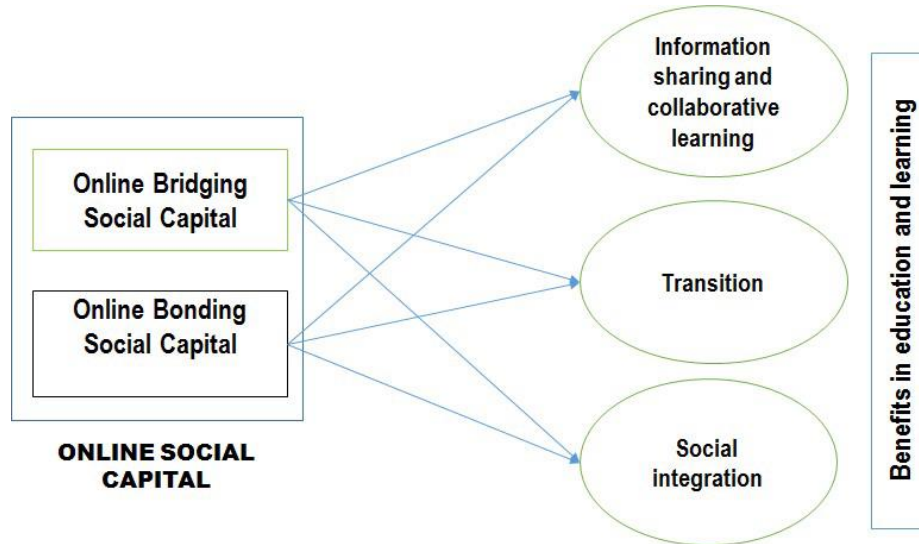 Online Bridging
Social Capital
Online Bonding
Social Capital
ONLINE SOCIAL
CAPITAL
Information
sharing and
collaborative
learning
Transition
Social
integration
Benefits in education and learning